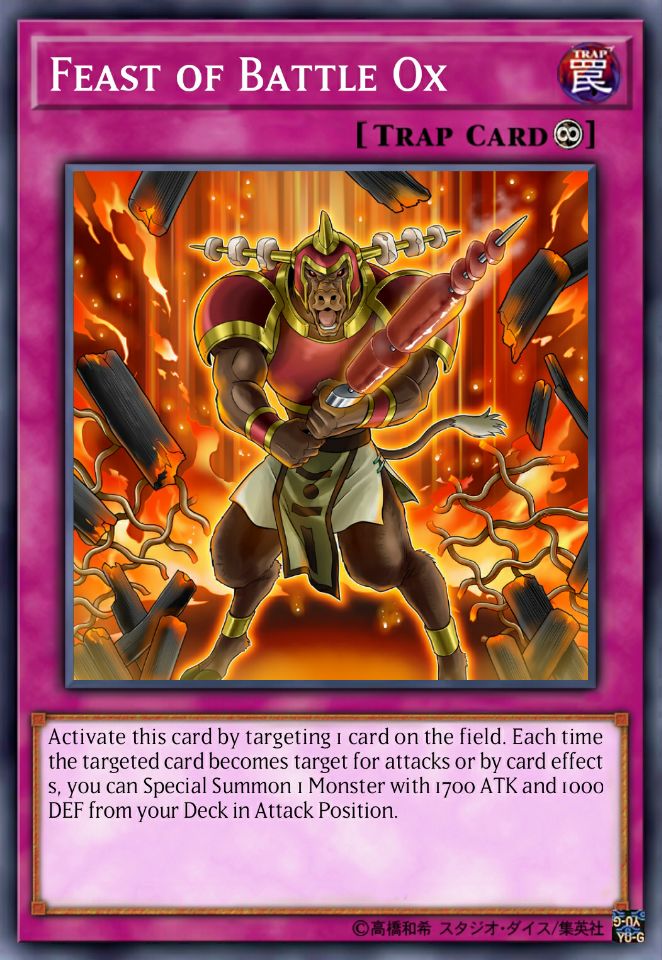 Feast of Battle Ox
TRAP
罠
[Trap Card]
Activate this card by targeting 1 card on the field. Each time
the targeted card becomes target for attacks or by card effect
s, you can Special Summon 1 Monster with 1700 ATK and 1000
DEF from your Deck in Attack Position.
©高橋和希 スタジオ・ダイス/集英社
YU-G
YU-G